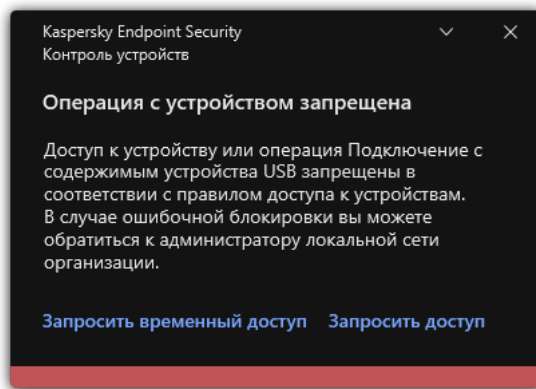 Kaspersky Endpoint Security
Контроль устройств
Операция с устройством запрещена
Доступ к устройству или операция Подключение с
содержимым устройства USB запрещены в
соответствии с правилом доступа к устройствам.
В случае ошибочной блокировки вы можете
обратиться к администратору локальной сети
организации.
Запросить временный доступ Запросить доступ